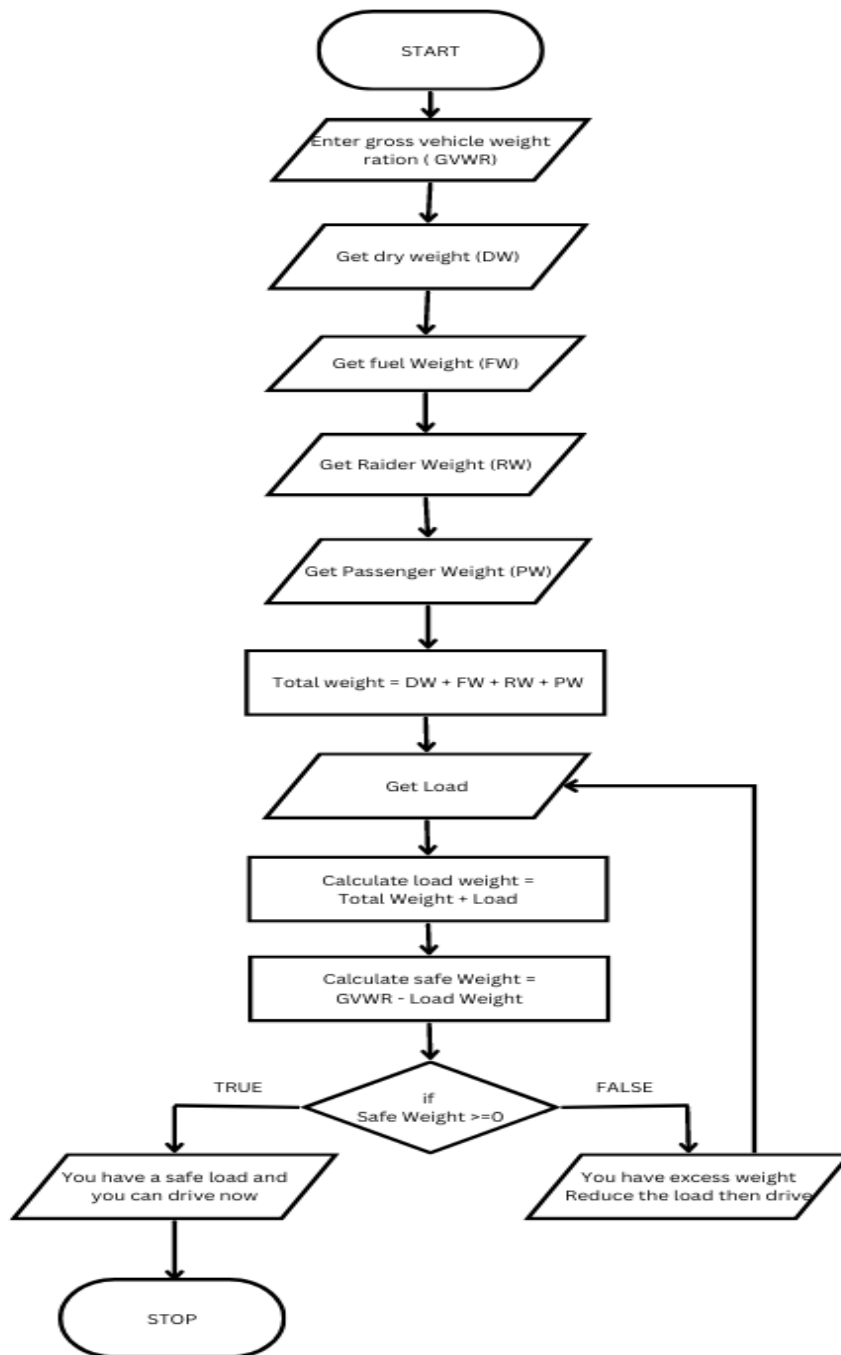 START
Enter gross vehicle weight
ration ( GVWR)
Get dry weight (DW)
Get fuel Weight (FW)
Get Raider Weight (RW)
Get Passenger Weight (PW)
Total weight = DW + FW + RW + PW
Get Load
Calculate load weight =
Total Weight + Load
Calculate safe Weight =
GVWR - Load Weight
if
Safe Weight >=0
TRUE
FALSE
You have a safe load and
you can drive now
You have excess weight
Reduce the load then drive
STOP